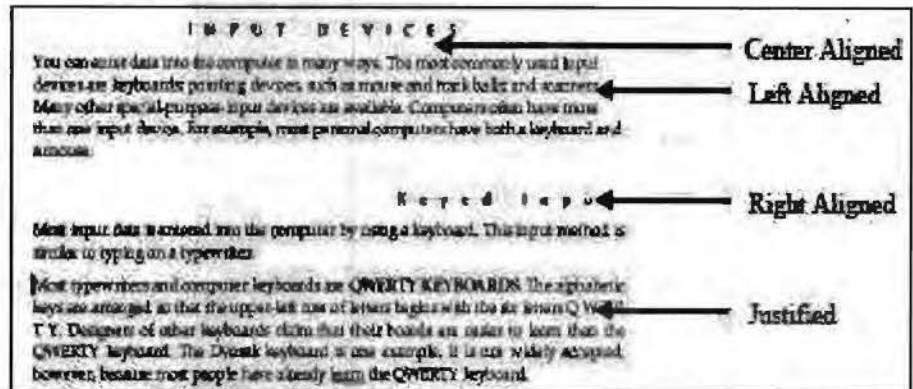 INPUT DEVICES
Center Aligned
You can enter data into the computer in many ways. The most commonly used input
devices are keyboards; pointing devices, such as mouse and track balls; and scanners.
Left Aligned
Many other special-purpose input devices are available. Computers often have more
than one input device. For example, most personal computers have both a keyboard and
a mouse.
Keyed Inpu
Right Aligned
Most input data is entered into the computer by using a keyboard. This input method is
similar to typing on a typewriter.
Most typewriters and computer keyboards are QWERTY KEYBOARDS. The alphabetic
keys are arranged so that the upper-left row of letters begins with the six letters Q W E R
Justified
T Y. Designers of other keyboards claim that their boards are easier to learn than the
QWERTY keyboard. The Dvorak keyboard is one example. It is not widely accepted,
however, because most people have already learn the QWERTY keyboard.